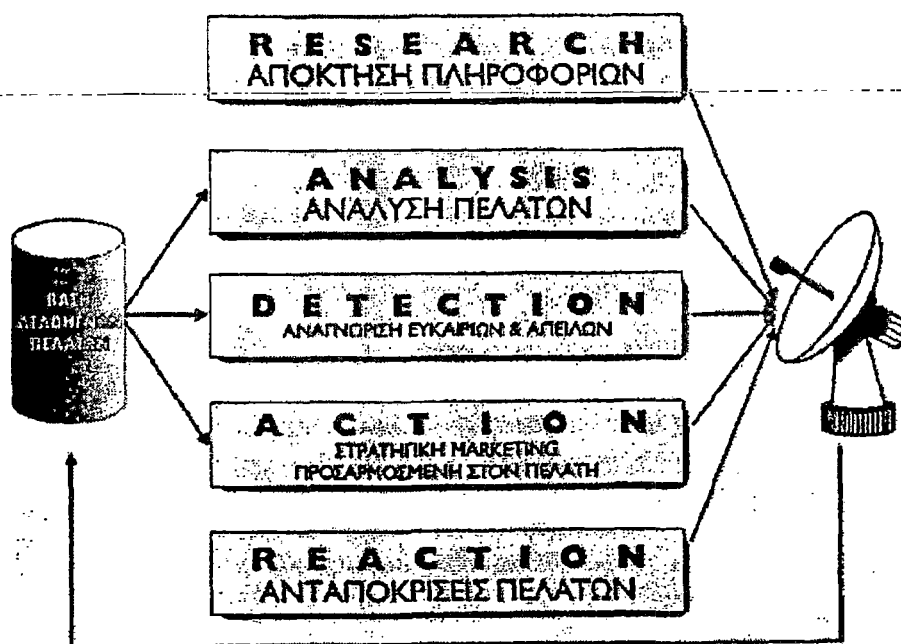 RESEARCH
ΑΠΟΚΤΗΣΗ ΠΛΗΡΟΦΟΡΙΩΝ
ANALYSIS
ΑΝΑΛΥΣΗ ΠΕΛΑΤΩΝ
ΒΑΣΗ
ΔΕΔΟΜΕΝΩΝ
ΠΕΛΑΤΩΝ
DETECTION
ΑΝΑΓΝΩΡΙΣΗ ΕΥΚΑΙΡΙΩΝ & ΑΠΕΙΛΩΝ
ACTION
ΣΤΡΑΤΗΓΙΚΗ MARKETING
ΠΡΟΣΑΡΜΟΣΜΕΝΗ ΣΤΟΝ ΠΕΛΑΤΗ
REACTION
ΑΝΤΑΠΟΚΡΙΣΕΙΣ ΠΕΛΑΤΩΝ